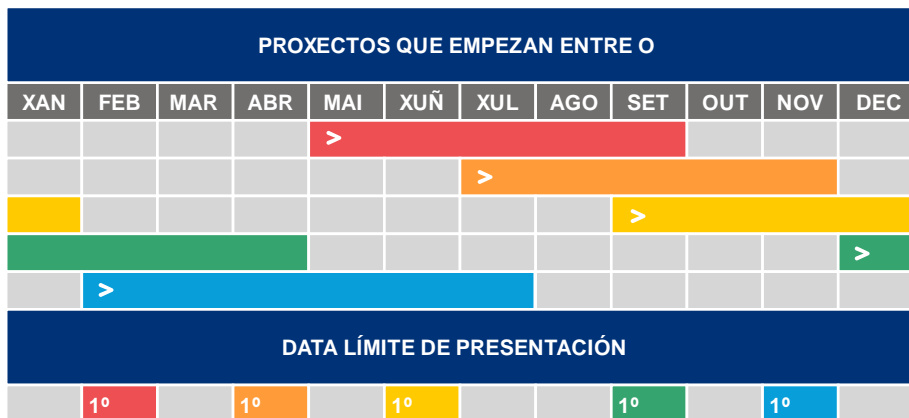 PROXECTOS QUE EMPEZAN ENTRE O
XAN FEB MAR ABR MAI XUÑ XUL AGO SET OUT NOV DEC
>
>
>
>
>
DATA LÍMITE DE PRESENTACIÓN
1º 1º 1º 1º 1º